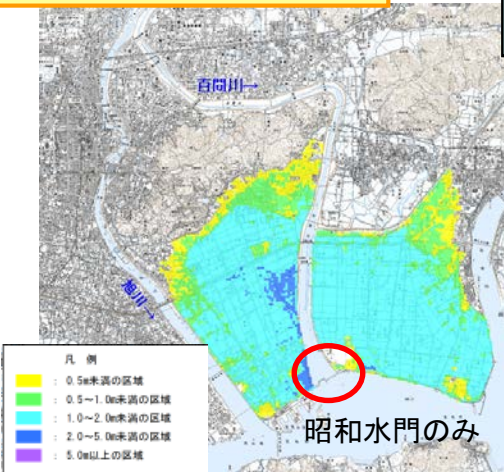 百間川→
旭川→
凡 例
: 0.5m未満の区域
: 0.5～1.0m未満の区域
: 1.0～2.0m未満の区域
: 2.0～5.0m未満の区域
: 5.0m以上の区域
昭和水門のみ